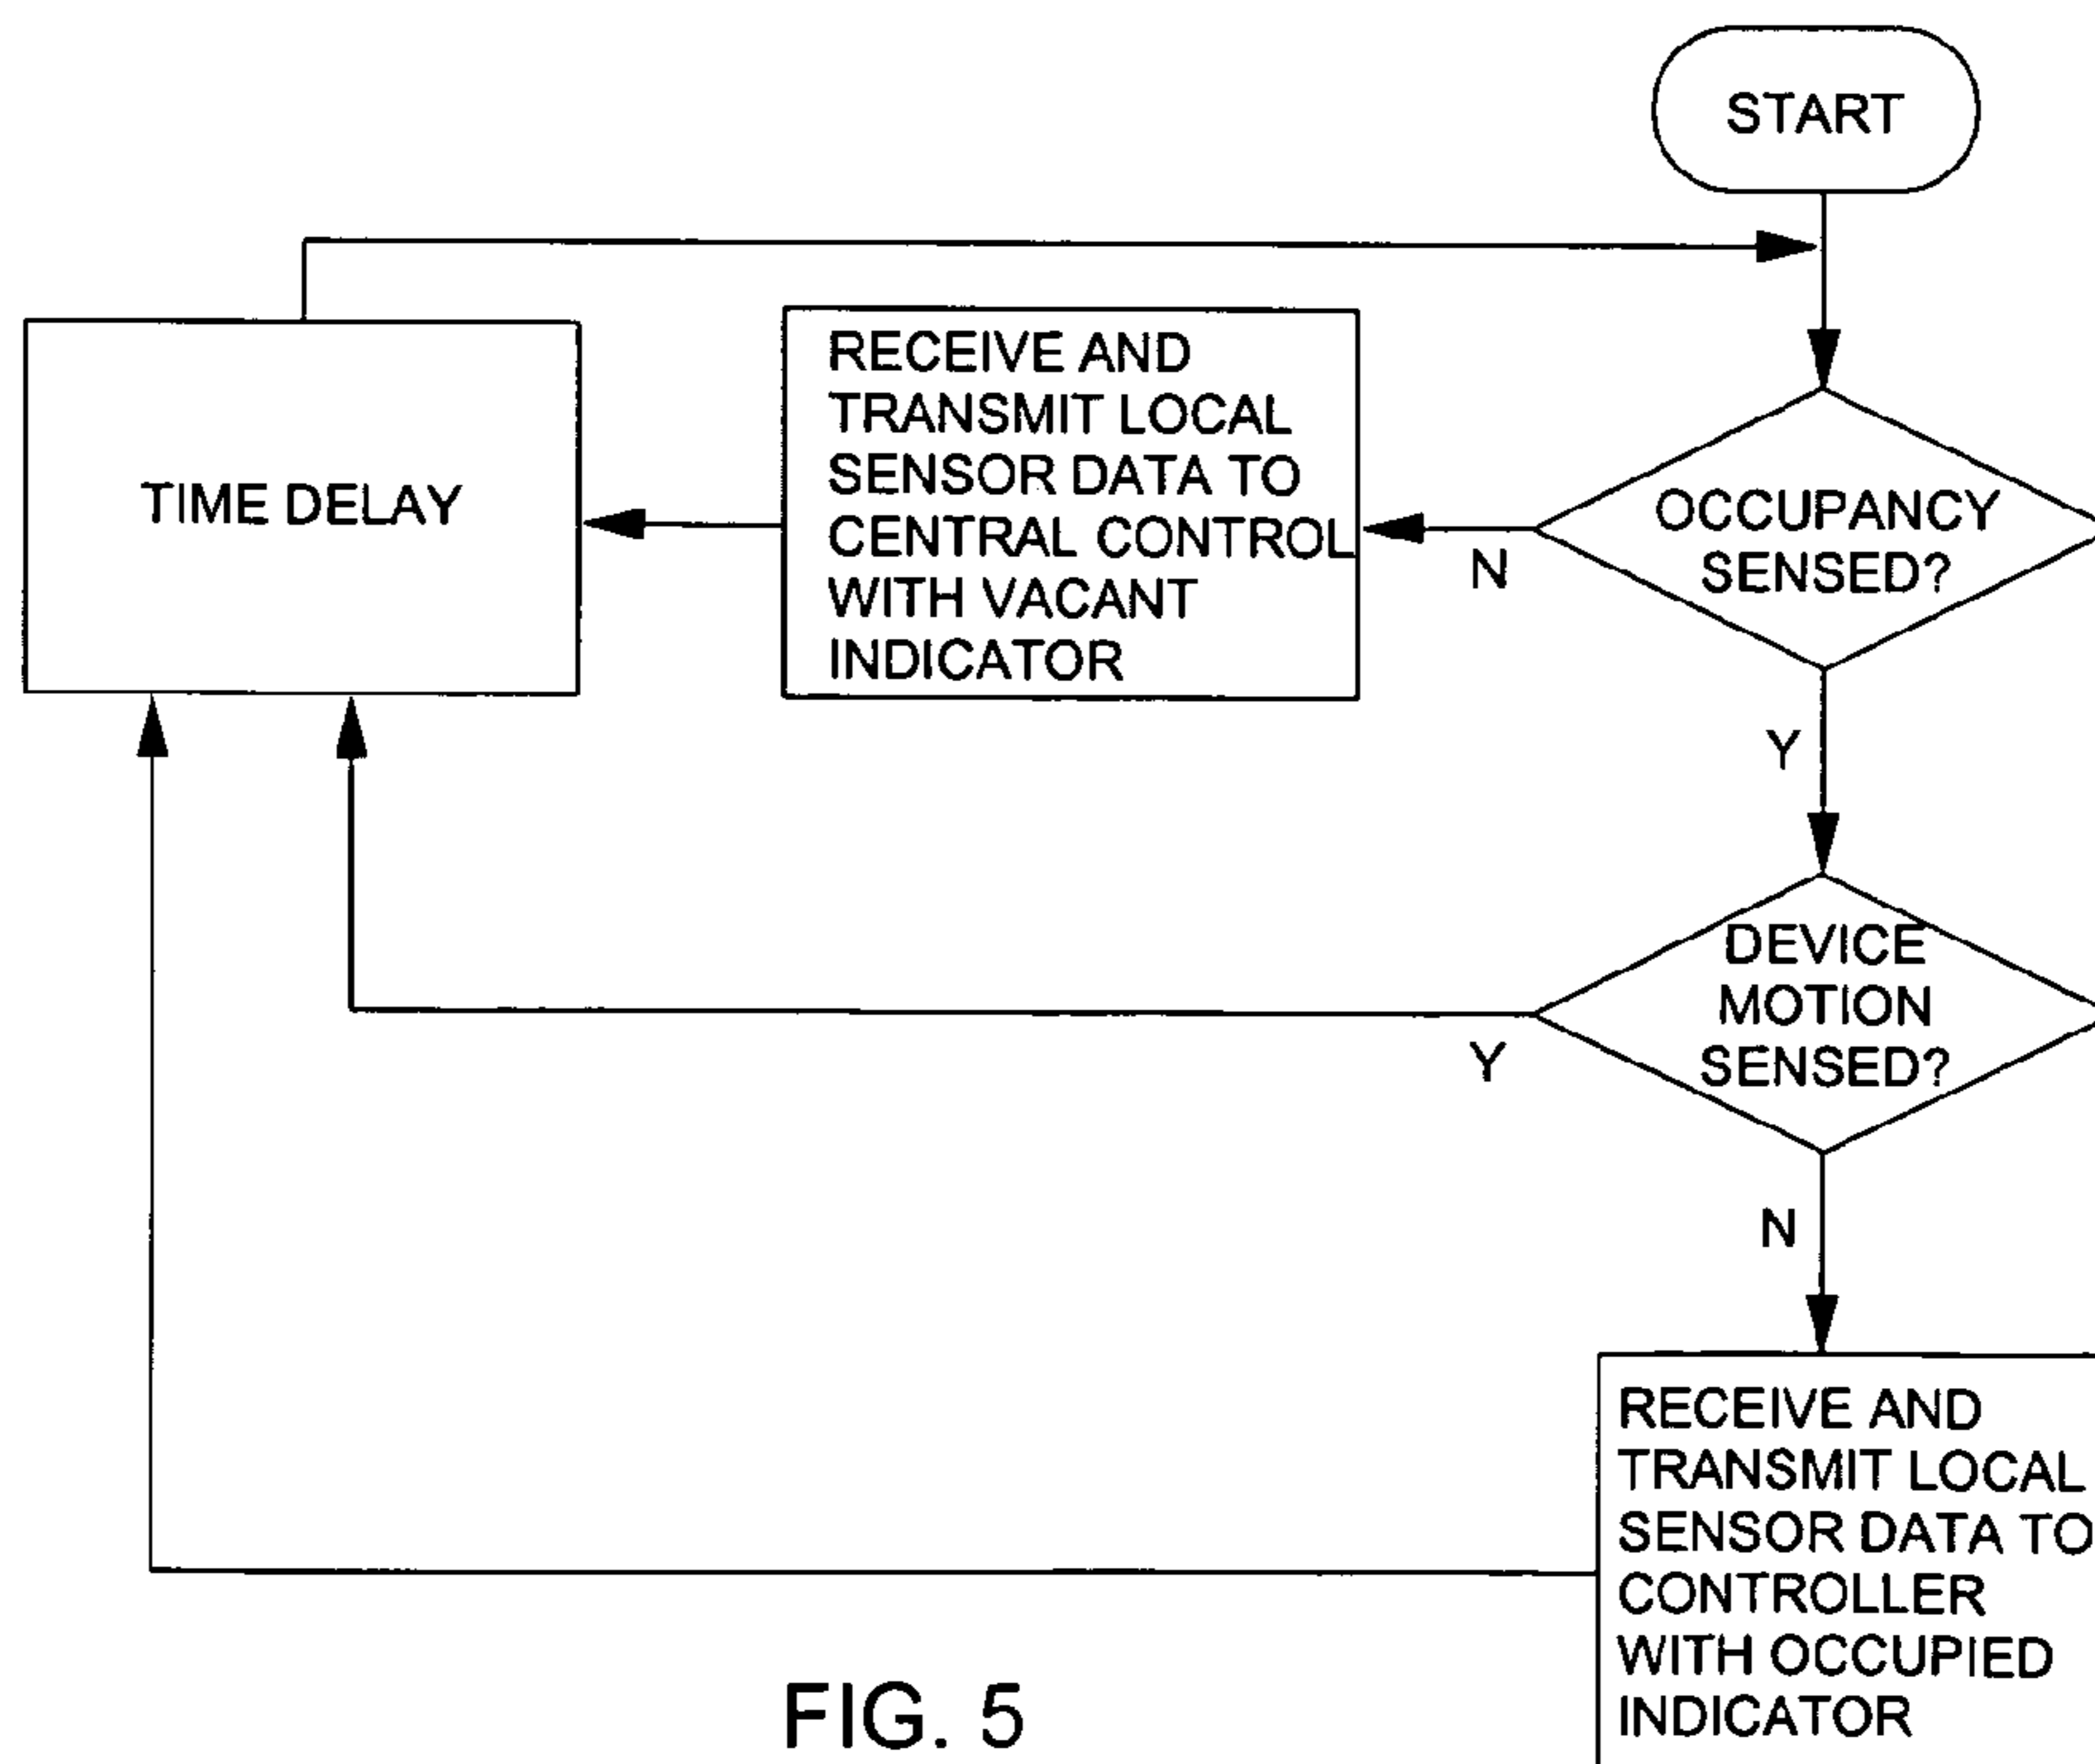 START
TIME DELAY
RECEIVE AND
TRANSMIT LOCAL
SENSOR DATA TO
CENTRAL CONTROL
WITH VACANT
INDICATOR
N
OCCUPANCY
SENSED?
Y
DEVICE
MOTION
SENSED?
Y
N
RECEIVE AND
TRANSMIT LOCAL
SENSOR DATA TO
CONTROLLER
WITH OCCUPIED
INDICATOR
FIG. 5